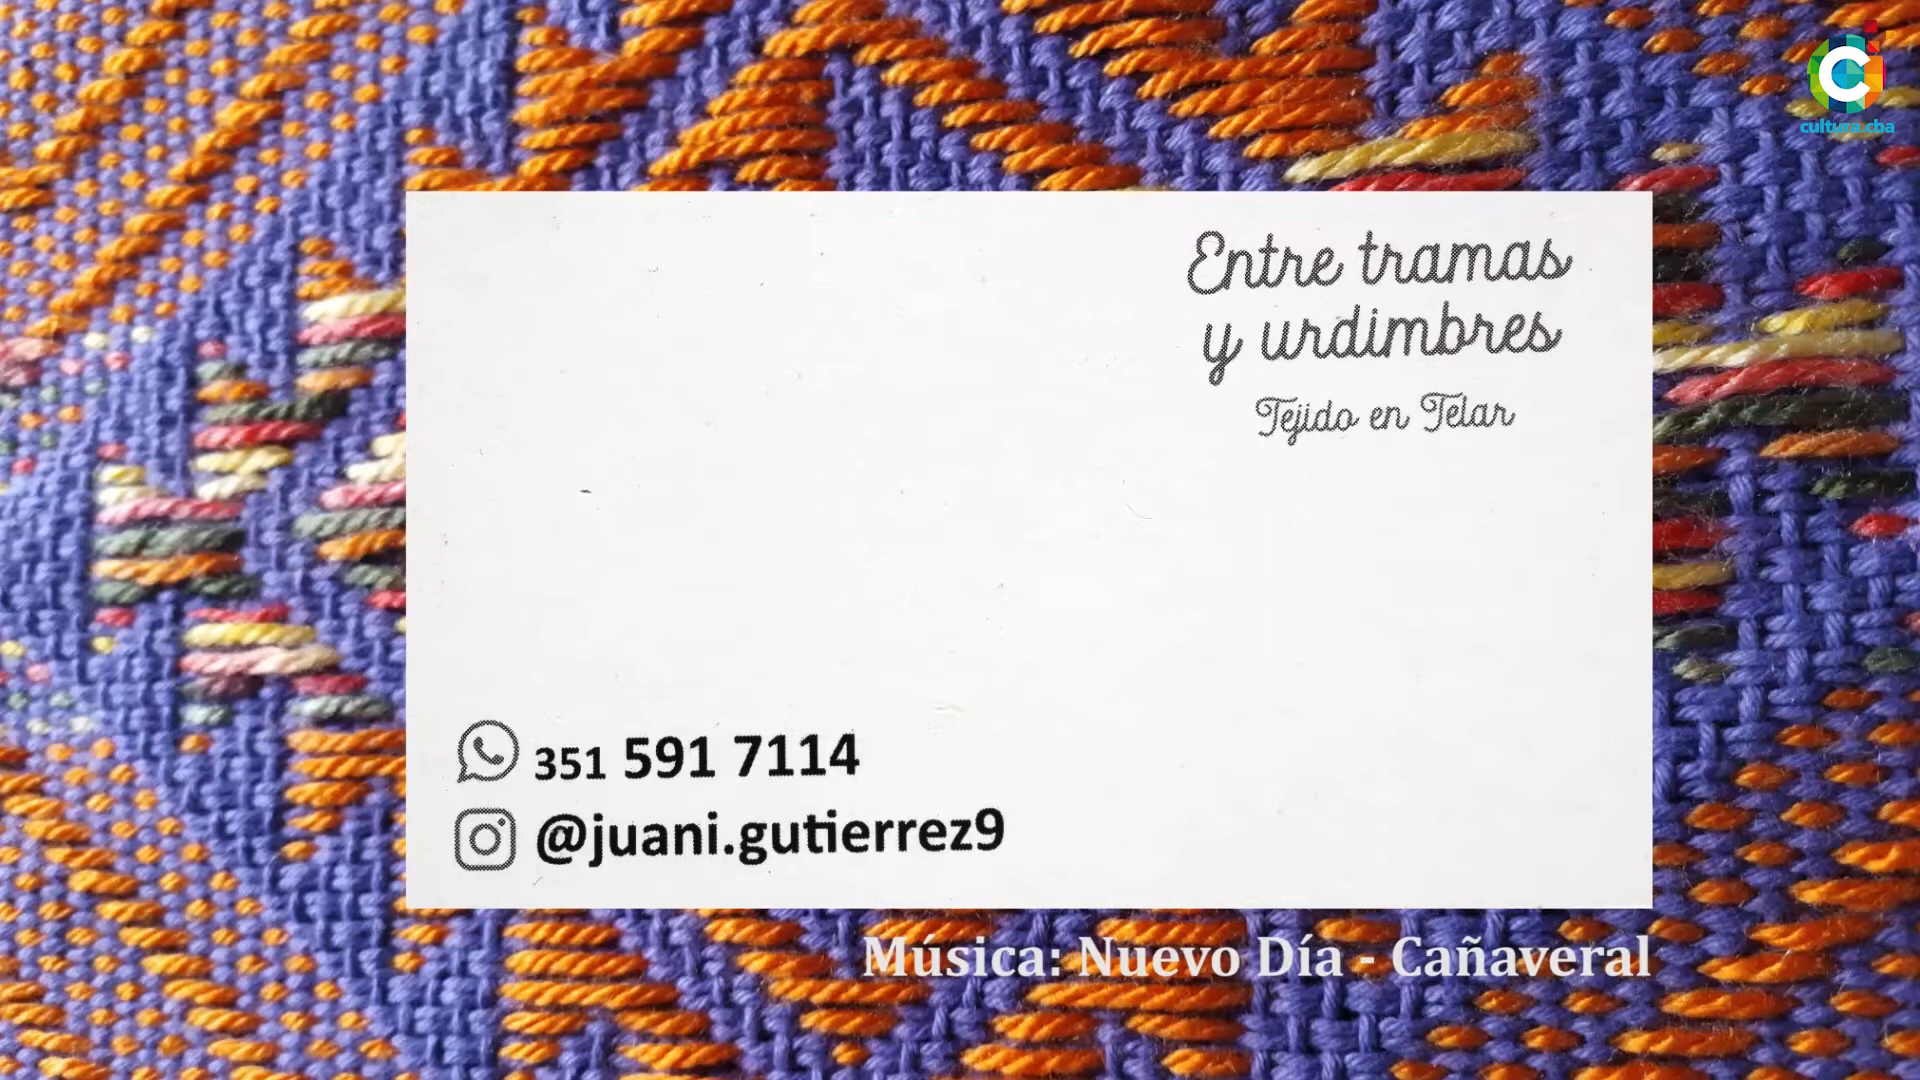 cultura.cba
Entre tramas
y urdimbres
Tejido en Telar
351 591 7114
@juani.gutierrez9
Música: Nuevo Día - Cañaveral